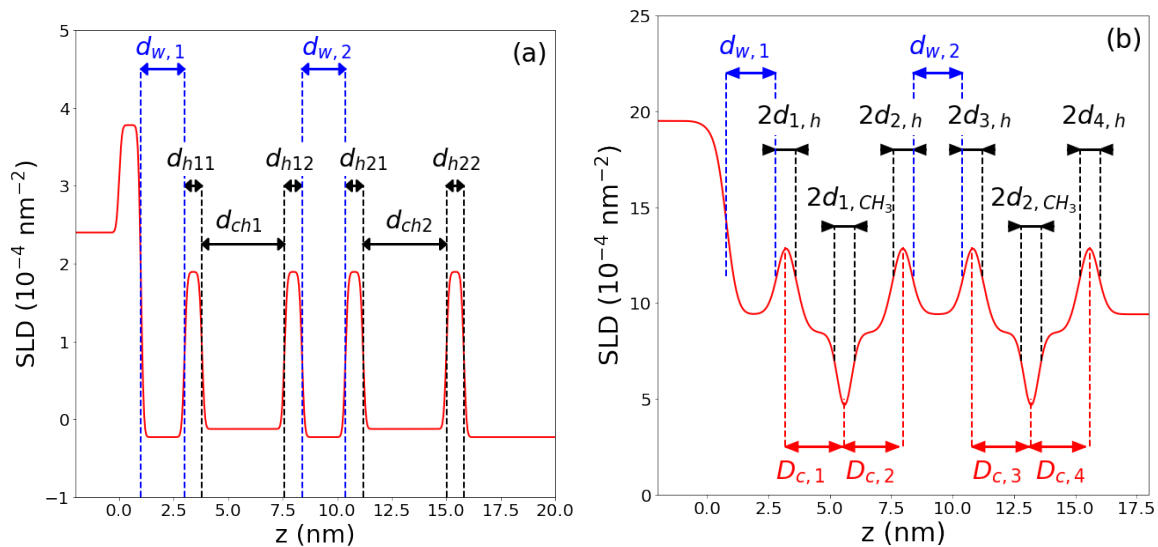 (a)
d_{w,1}
d_{w,2}
d_{h11}
d_{h12}
d_{h21}
d_{h22}
d_{ch1}
d_{ch2}
5
4
3
2
1
0
−1
SLD (10^{-4} nm^{-2})
0.0 2.5 5.0 7.5 10.0 12.5 15.0 17.5 20.0
z (nm)
(b)
d_{w,1}
d_{w,2}
2d_{1,h}
2d_{2,h}
2d_{3,h}
2d_{4,h}
2d_{1,CH_3}
2d_{2,CH_3}
D_{c,1}
D_{c,2}
D_{c,3}
D_{c,4}
25
20
15
10
5
0
SLD (10^{-4} nm^{-2})
0.0 2.5 5.0 7.5 10.0 12.5 15.0 17.5
z (nm)